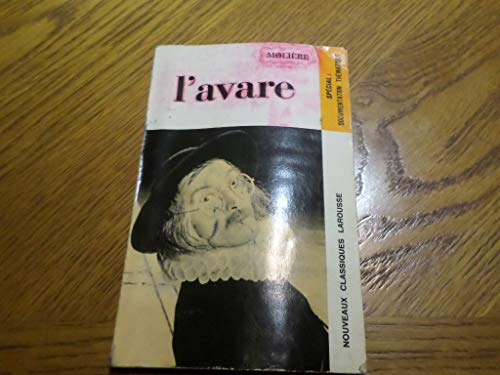 MOLIÈRE
l'avare
SPÉCIAL :
DOCUMENTATION THÉMATIQUE
NOUVEAUX CLASSIQUES LAROUSSE